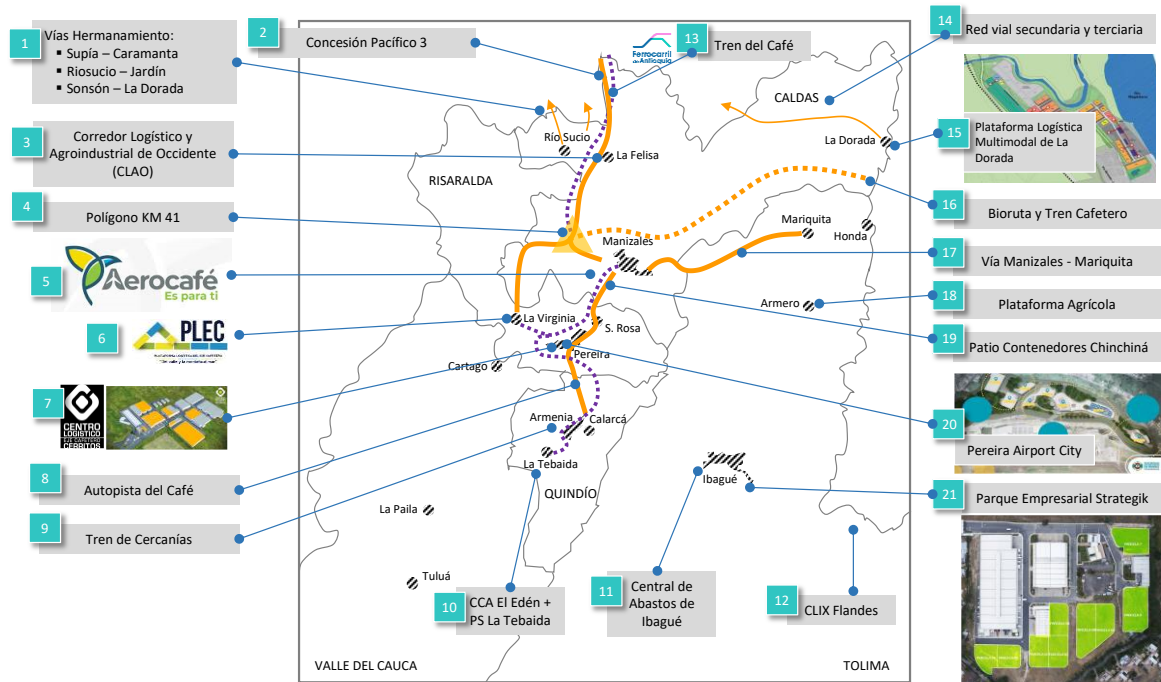 1
Vías Hermanamiento:
▪ Supía – Caramanta
▪ Riosucio – Jardín
▪ Sonsón – La Dorada
2
Concesión Pacífico 3
3
Corredor Logístico y
Agroindustrial de Occidente
(CLAO)
4
Polígono KM 41
5
Aerocafé
Es para ti
6
PLEC
7
CENTRO
LOGÍSTICO
EJE CAFETERO
CERRITOS
8
Autopista del Café
9
Tren de Cercanías
10
CCA El Edén +
PS La Tebaida
11
Central de
Abastos de
Ibagué
12
CLIX Flandes
Ferrocarril
de Antioquia
13
Tren del Café
14
Red vial secundaria y terciaria
15
Plataforma Logística
Multimodal de La
Dorada
16
Bioruta y Tren Cafetero
17
Vía Manizales - Mariquita
18
Plataforma Agrícola
19
Patio Contenedores Chinchiná
20
Pereira Airport City
21
Parque Empresarial Strategik
CALDAS
Río Sucio
La Felisa
La Dorada
RISARALDA
Mariquita
Honda
Manizales
Armero
La Virginia
S. Rosa
Pereira
Cartago
Armenia
Calarcá
La Tebaida
Ibagué
QUINDÍO
La Paila
Tuluá
VALLE DEL CAUCA
TOLIMA